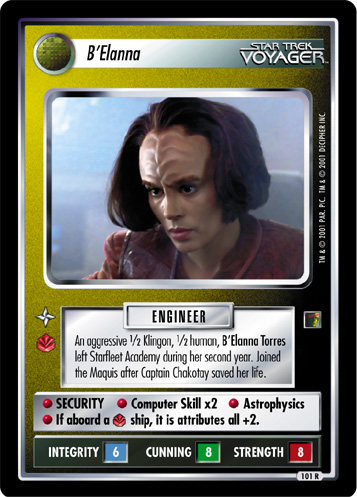 B'Elanna
STAR TREK
VOYAGER™
TM & © 2001 PAR. PIC. TM & © 2001 DECIPHER INC.
ENGINEER
An aggressive 1/2 Klingon, 1/2 human, B'Elanna Torres
left Starfleet Academy during her second year. Joined
the Maquis after Captain Chakotay saved her life.
• SECURITY • Computer Skill x2 • Astrophysics
• If aboard a ship, it is attributes all +2.
INTEGRITY 6 CUNNING 8 STRENGTH 8
101 R